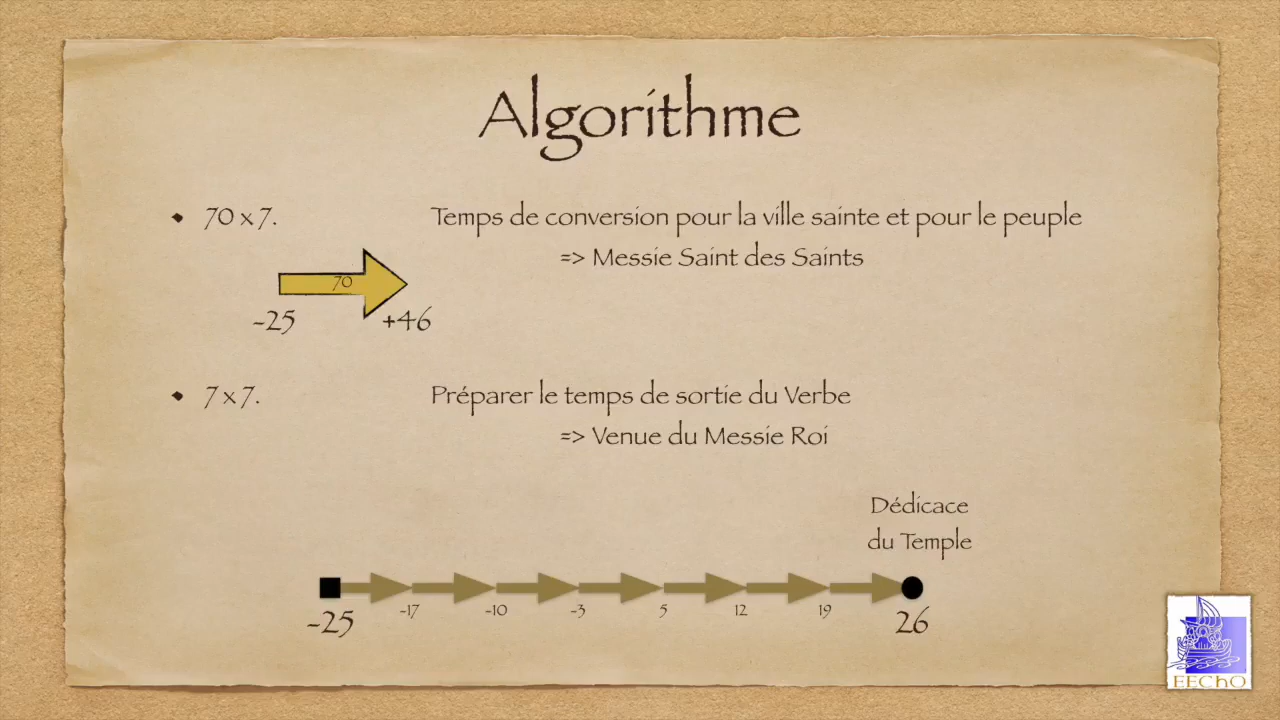 Algorithme
• 70 x 7. Temps de conversion pour la ville sainte et pour le peuple
=> Messie Saint des Saints
70
-25 +46
• 7 x 7. Préparer le temps de sortie du Verbe
=> Venue du Messie Roi
Dédicace
du Temple
-17 -10 -3 5 12 19
-25 26
EEChO